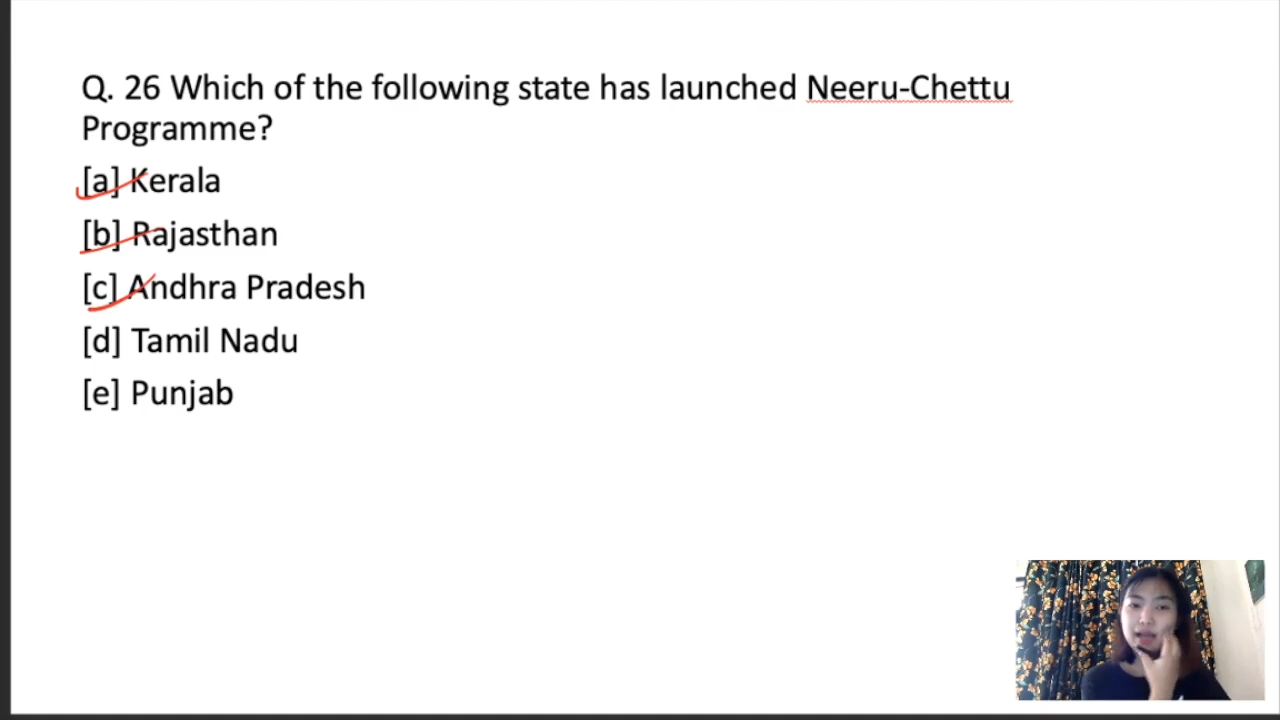 Q. 26 Which of the following state has launched Neeru-Chettu
Programme?
[a] Kerala
[b] Rajasthan
[c] Andhra Pradesh
[d] Tamil Nadu
[e] Punjab